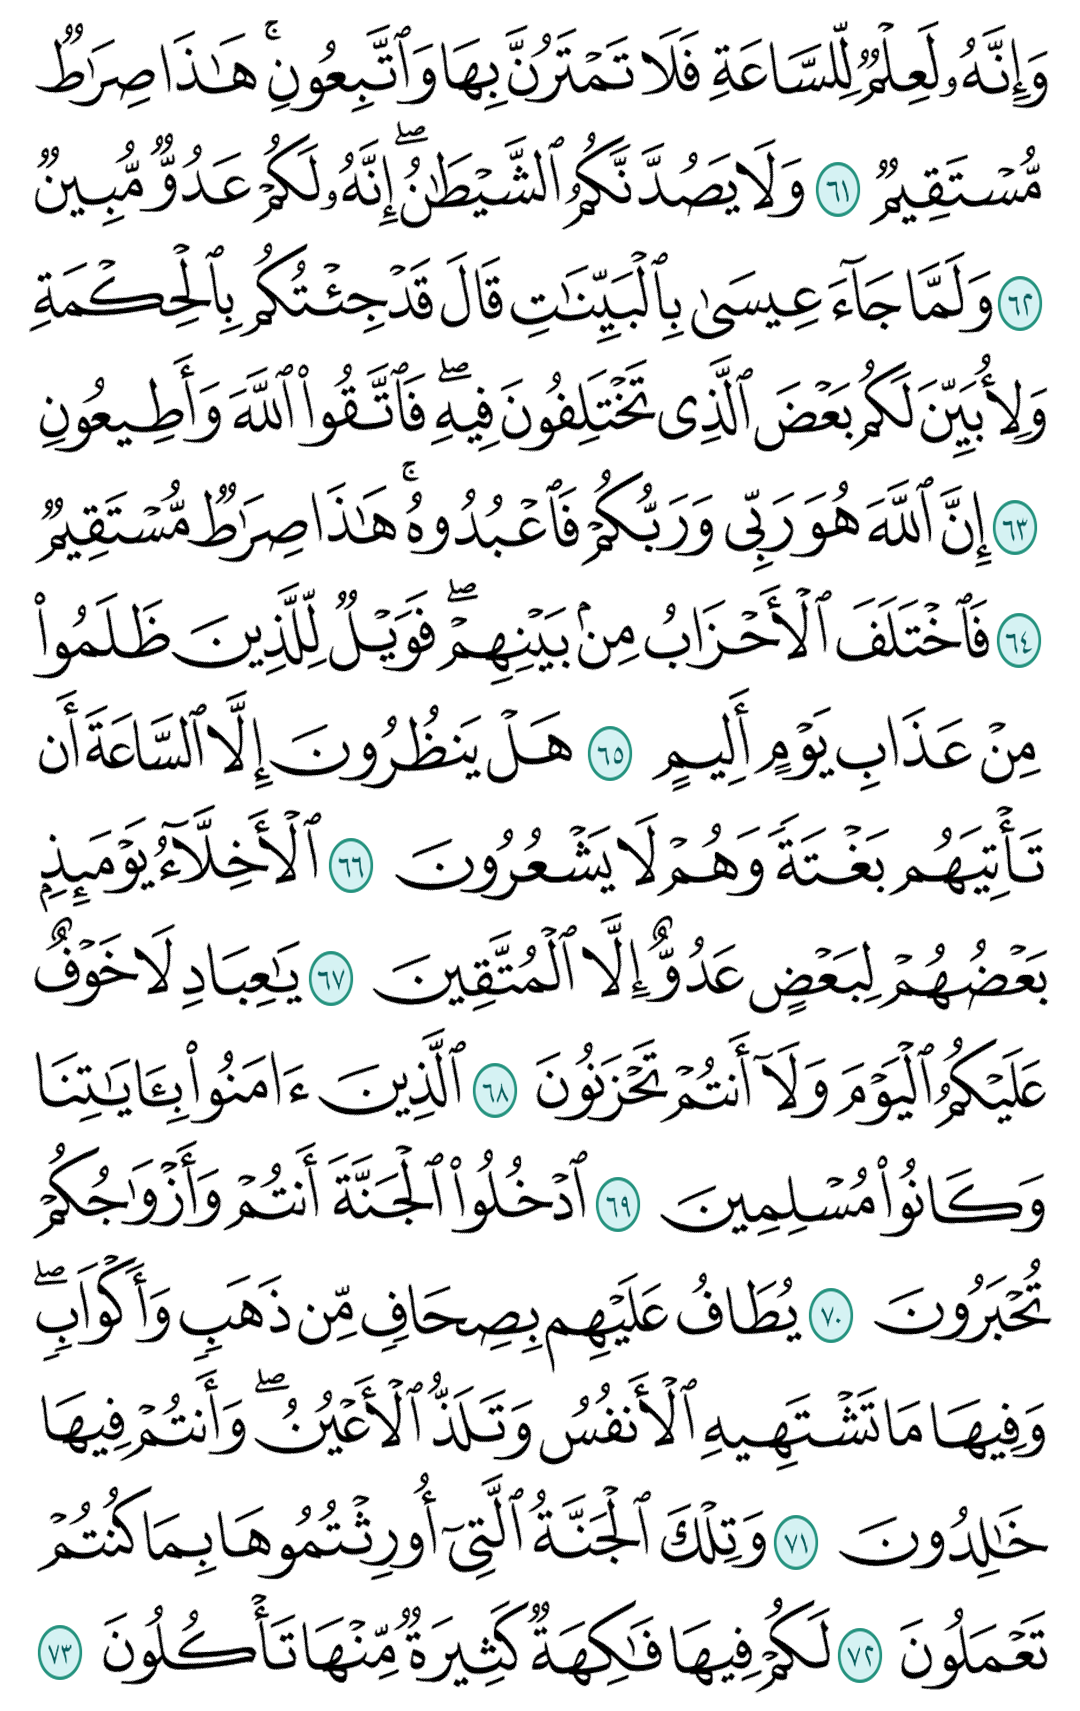 وَإِنَّهُۥ لَعِلْمٌۭ لِّلسَّاعَةِ فَلَا تَمْتَرُنَّ بِهَا وَٱتَّبِعُونِ ۚ هَـٰذَا صِرَٰطٌۭ
مُّسْتَقِيمٌۭ ٦١ وَلَا يَصُدَّنَّكُمُ ٱلشَّيْطَـٰنُ ۖ إِنَّهُۥ لَكُمْ عَدُوٌّۭ مُّبِينٌۭ
٦٢ وَلَمَّا جَآءَ عِيسَىٰ بِٱلْبَيِّنَـٰتِ قَالَ قَدْ جِئْتُكُم بِٱلْحِكْمَةِ
وَلِأُبَيِّنَ لَكُم بَعْضَ ٱلَّذِى تَخْتَلِفُونَ فِيهِ ۖ فَٱتَّقُوا۟ ٱللَّهَ وَأَطِيعُونِ
٦٣ إِنَّ ٱللَّهَ هُوَ رَبِّى وَرَبُّكُمْ فَٱعْبُدُوهُ ۚ هَـٰذَا صِرَٰطٌۭ مُّسْتَقِيمٌۭ
٦٤ فَٱخْتَلَفَ ٱلْأَحْزَابُ مِنۢ بَيْنِهِمْ ۖ فَوَيْلٌۭ لِّلَّذِينَ ظَلَمُوا۟
مِنْ عَذَابِ يَوْمٍ أَلِيمٍ ٦٥ هَلْ يَنظُرُونَ إِلَّا ٱلسَّاعَةَ أَن
تَأْتِيَهُم بَغْتَةًۭ وَهُمْ لَا يَشْعُرُونَ ٦٦ ٱلْأَخِلَّآءُ يَوْمَئِذٍۭ
بَعْضُهُمْ لِبَعْضٍ عَدُوٌّ إِلَّا ٱلْمُتَّقِينَ ٦٧ يَـٰعِبَادِ لَا خَوْفٌ
عَلَيْكُمُ ٱلْيَوْمَ وَلَآ أَنتُمْ تَحْزَنُونَ ٦٨ ٱلَّذِينَ ءَامَنُوا۟ بِـَٔايَـٰتِنَا
وَكَانُوا۟ مُسْلِمِينَ ٦٩ ٱدْخُلُوا۟ ٱلْجَنَّةَ أَنتُمْ وَأَزْوَٰجُكُمْ
تُحْبَرُونَ ٧٠ يُطَافُ عَلَيْهِم بِصِحَافٍۢ مِّن ذَهَبٍۢ وَأَكْوَابٍۢ ۖ
وَفِيهَا مَا تَشْتَهِيهِ ٱلْأَنفُسُ وَتَلَذُّ ٱلْأَعْيُنُ ۖ وَأَنتُمْ فِيهَا
خَـٰلِدُونَ ٧١ وَتِلْكَ ٱلْجَنَّةُ ٱلَّتِىٓ أُورِثْتُمُوهَا بِمَا كُنتُمْ
تَعْمَلُونَ ٧٢ لَكُمْ فِيهَا فَـٰكِهَةٌۭ كَثِيرَةٌۭ مِّنْهَا تَأْكُلُونَ ٧٣